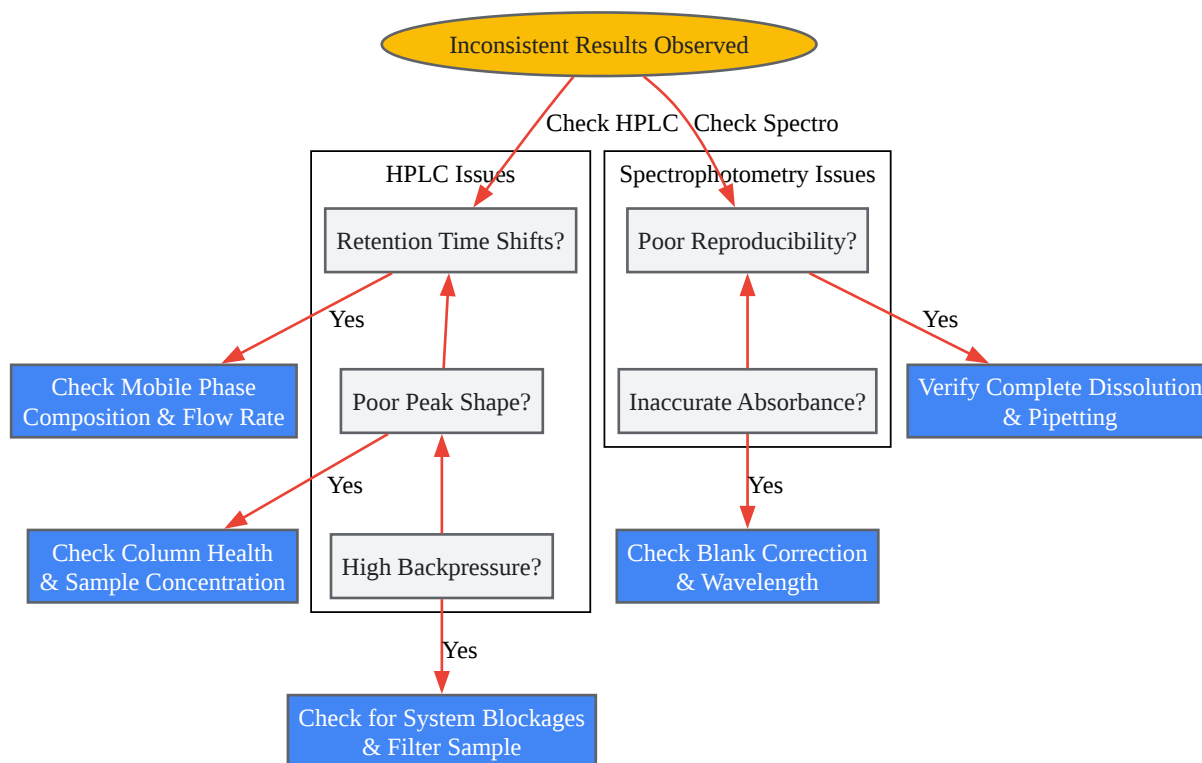 Inconsistent Results Observed
Check HPLC
Check Spectro
HPLC Issues
Spectrophotometry Issues
Retention Time Shifts?
Poor Reproducibility?
Yes
Yes
Check Mobile Phase
Composition & Flow Rate
Poor Peak Shape?
Inaccurate Absorbance?
Verify Complete Dissolution
& Pipetting
Yes
Yes
Check Column Health
& Sample Concentration
High Backpressure?
Check Blank Correction
& Wavelength
Yes
Check for System Blockages
& Filter Sample